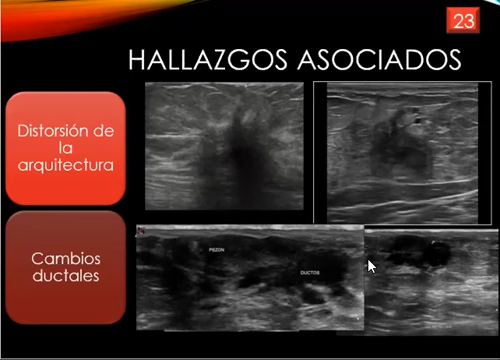 23
HALLAZGOS ASOCIADOS
Distorsión de
la
arquitectura
Cambios
ductales
PEZON
DUCTOS